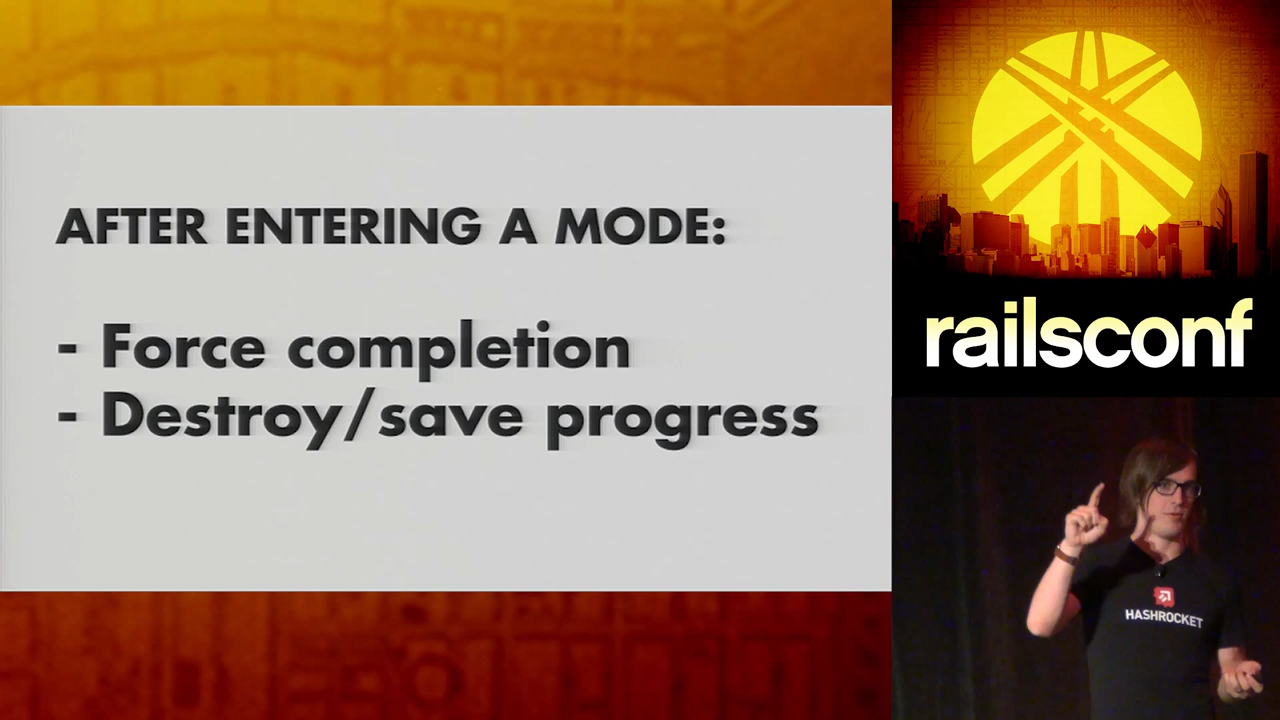 AFTER ENTERING A MODE:
- Force completion
- Destroy/save progress
railsconf
HASHROCKET